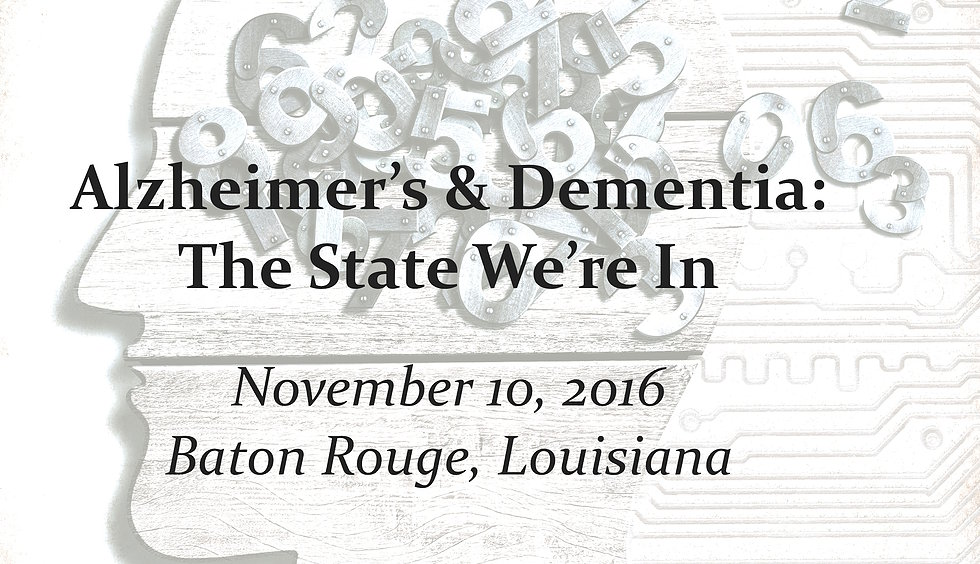 Alzheimer’s & Dementia:
The State We’re In
November 10, 2016
Baton Rouge, Louisiana